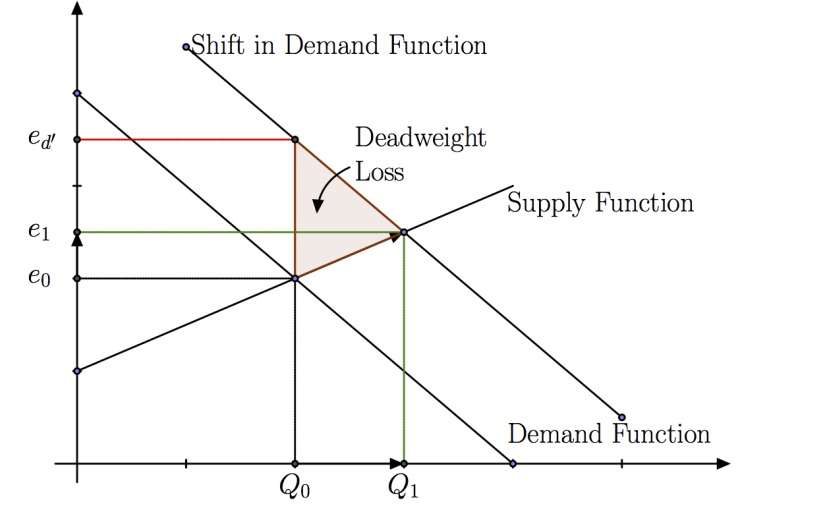 Shift in Demand Function
e_{d'}
Deadweight
Loss
Supply Function
e_1
e_0
Demand Function
Q_0
Q_1